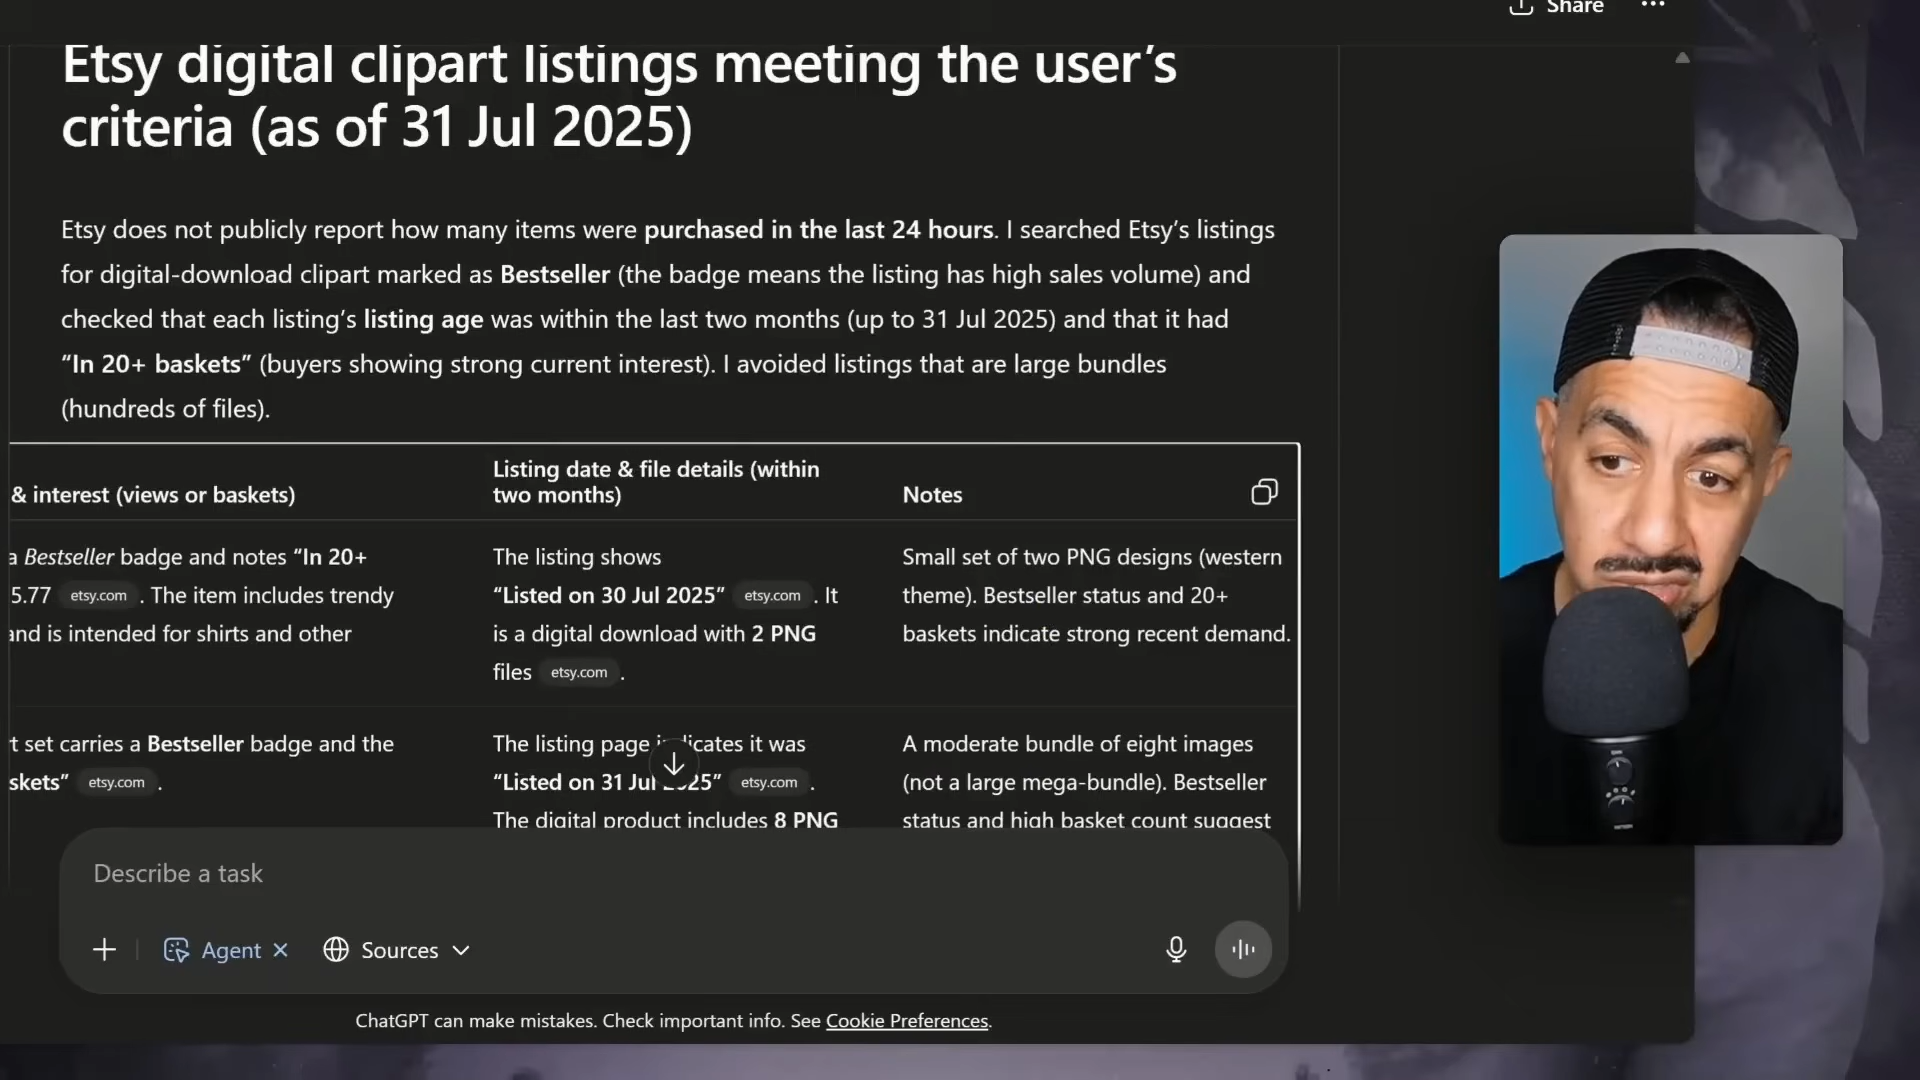 Share
Etsy digital clipart listings meeting the user’s
criteria (as of 31 Jul 2025)
Etsy does not publicly report how many items were purchased in the last 24 hours. I searched Etsy’s listings
for digital-download clipart marked as Bestseller (the badge means the listing has high sales volume) and
checked that each listing’s listing age was within the last two months (up to 31 Jul 2025) and that it had
“In 20+ baskets” (buyers showing strong current interest). I avoided listings that are large bundles
(hundreds of files).
& interest (views or baskets)
Listing date & file details (within
two months)
Notes
a Bestseller badge and notes “In 20+
5.77 etsy.com . The item includes trendy
and is intended for shirts and other
The listing shows
“Listed on 30 Jul 2025” etsy.com . It
is a digital download with 2 PNG
files etsy.com .
Small set of two PNG designs (western
theme). Bestseller status and 20+
baskets indicate strong recent demand.
t set carries a Bestseller badge and the
skets” etsy.com .
The listing page indicates it was
“Listed on 31 Jul 2025” etsy.com .
The digital product includes 8 PNG
A moderate bundle of eight images
(not a large mega-bundle). Bestseller
status and high basket count suggest
Describe a task
Agent
Sources
ChatGPT can make mistakes. Check important info. See Cookie Preferences.